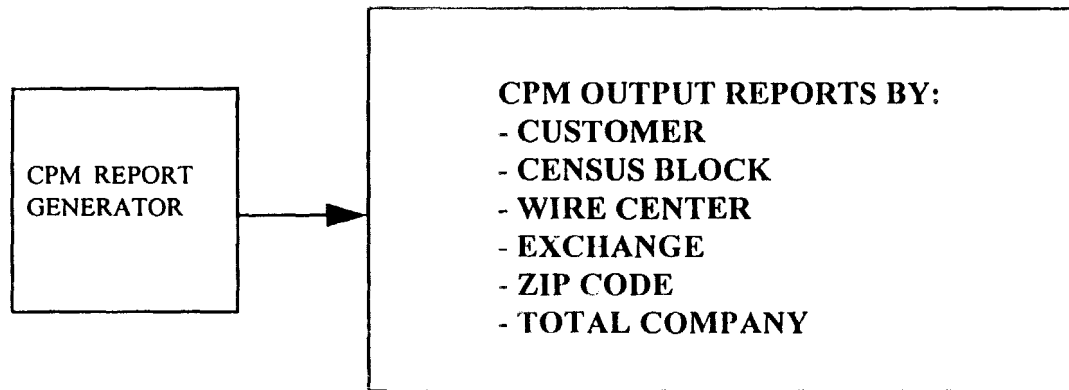 CPM REPORT
GENERATOR
CPM OUTPUT REPORTS BY:
- CUSTOMER
- CENSUS BLOCK
- WIRE CENTER
- EXCHANGE
- ZIP CODE
- TOTAL COMPANY